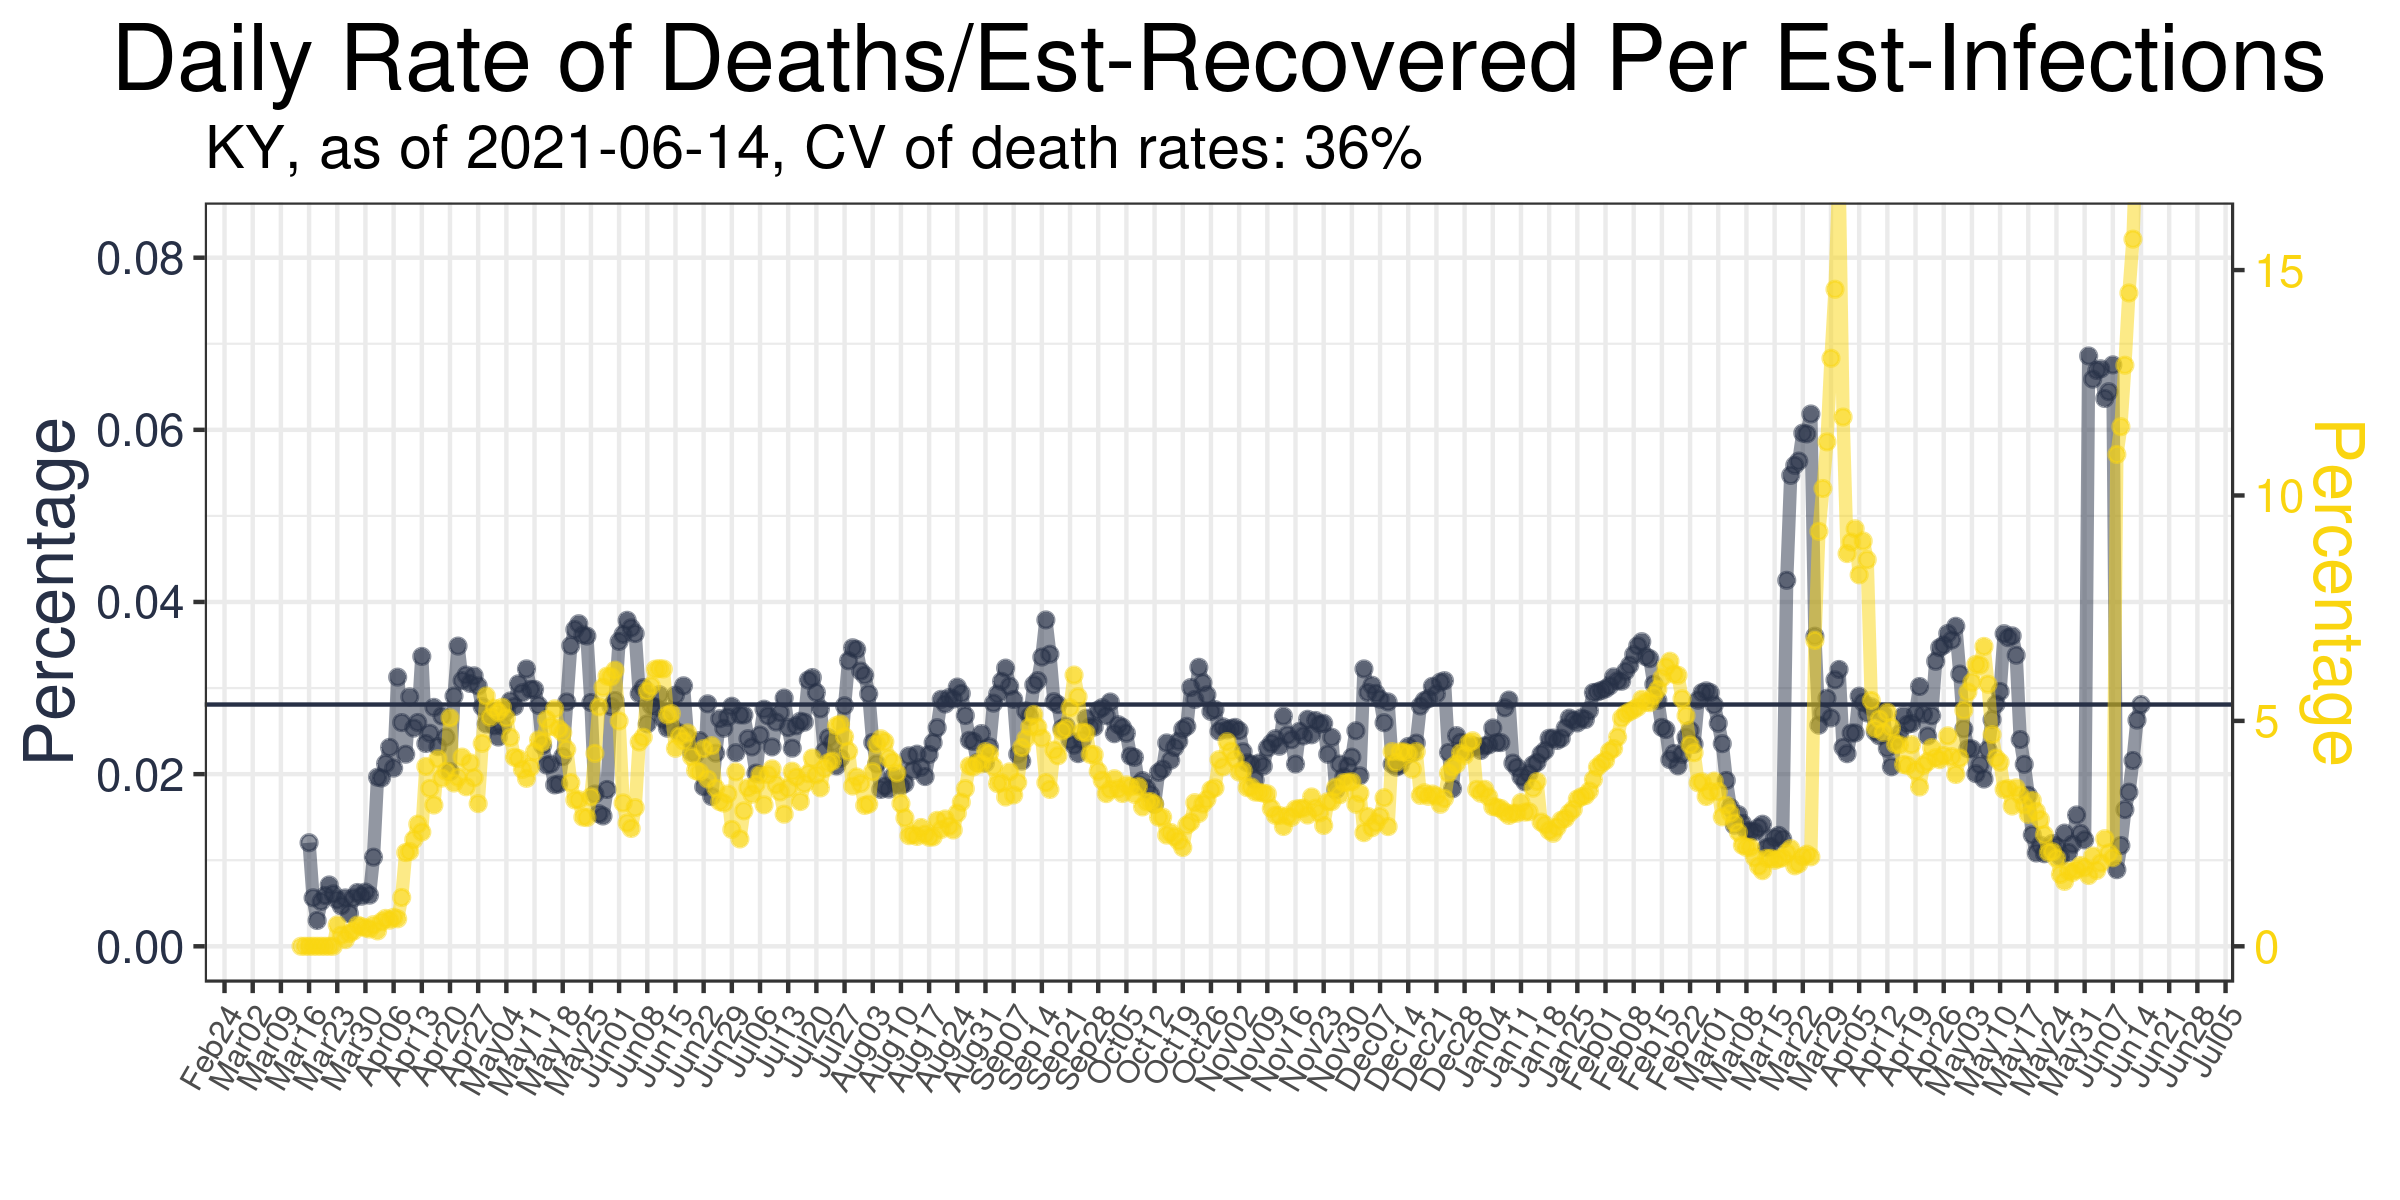 Daily Rate of Deaths/Est-Recovered Per Est-Infections
KY, as of 2021-06-14, CV of death rates: 36%
Percentage
0.08
0.06
0.04
0.02
0.00
15
10
5
0
Percentage
Feb24
Mar02
Mar09
Mar16
Mar23
Mar30
Apr06
Apr13
Apr20
Apr27
May04
May11
May18
May25
Jun01
Jun08
Jun15
Jun22
Jun29
Jul06
Jul13
Jul20
Jul27
Aug03
Aug10
Aug17
Aug24
Aug31
Sep07
Sep14
Sep21
Sep28
Oct05
Oct12
Oct19
Oct26
Nov02
Nov09
Nov16
Nov23
Nov30
Dec07
Dec14
Dec21
Dec28
Jan04
Jan11
Jan18
Jan25
Feb01
Feb08
Feb15
Feb22
Mar01
Mar08
Mar15
Mar22
Mar29
Apr05
Apr12
Apr19
Apr26
May03
May10
May17
May24
May31
Jun07
Jun14
Jun21
Jun28
Jul05